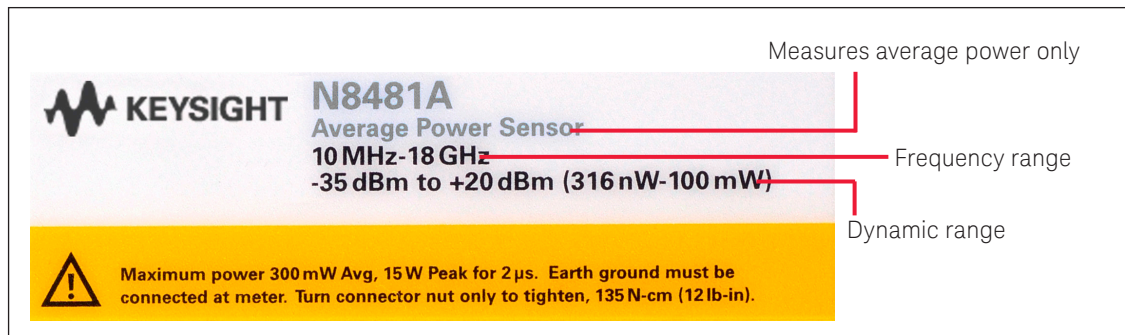 Measures average power only
KEYSIGHT
N8481A
Average Power Sensor
10 MHz-18 GHz
-35 dBm to +20 dBm (316 nW-100 mW)
Frequency range
Dynamic range
Maximum power 300 mW Avg, 15 W Peak for 2 µs. Earth ground must be
connected at meter. Turn connector nut only to tighten, 135 N-cm (12 lb-in).